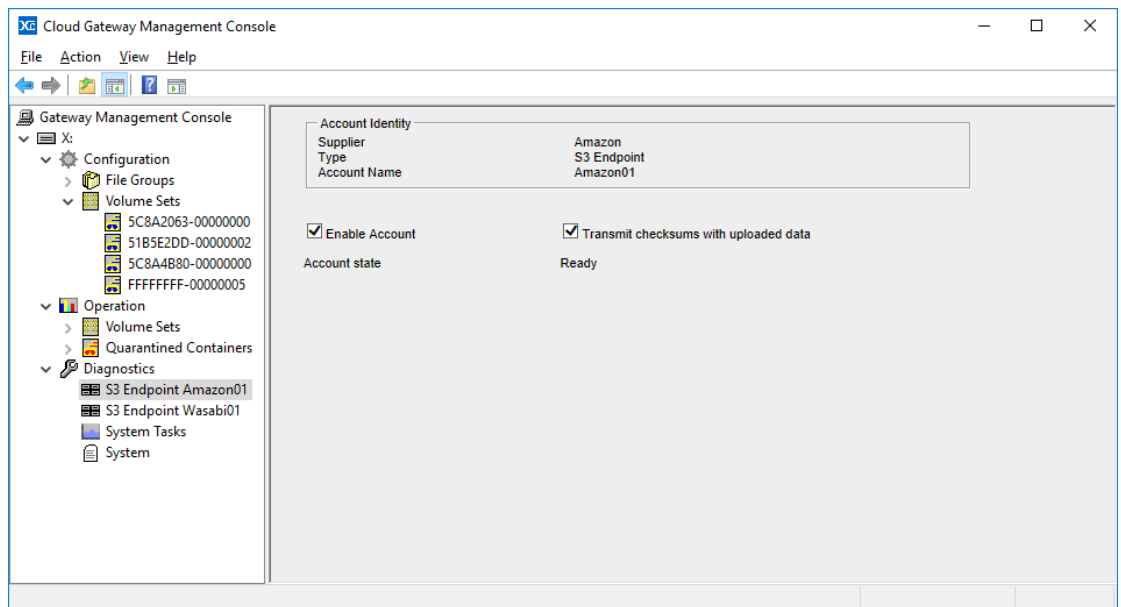 Cloud Gateway Management Console
File Action View Help
Gateway Management Console
X:
Configuration
File Groups
Volume Sets
5C8A2063-00000000
51B5E2DD-00000002
5C8A4B80-00000000
FFFFFFFF-00000005
Operation
Volume Sets
Quarantined Containers
Diagnostics
S3 Endpoint Amazon01
S3 Endpoint Wasabi01
System Tasks
System
Account Identity
Supplier Amazon
Type S3 Endpoint
Account Name Amazon01
Enable Account Transmit checksums with uploaded data
Account state Ready